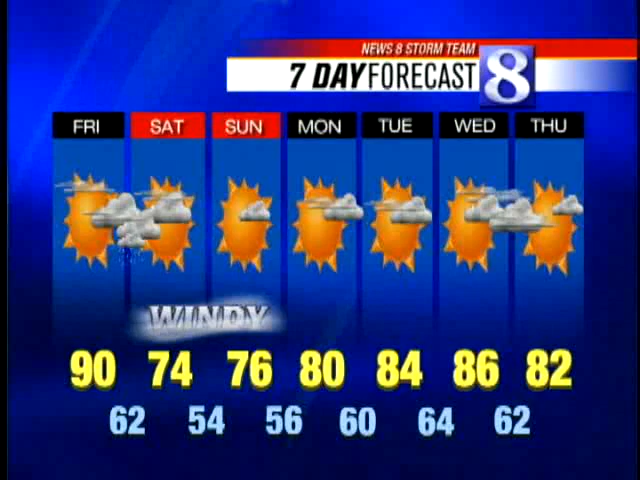 NEWS 8 STORM TEAM
7 DAY FORECAST 8
FRI SAT SUN MON TUE WED THU
WINDY
90 74 76 80 84 86 82
62 54 56 60 64 62